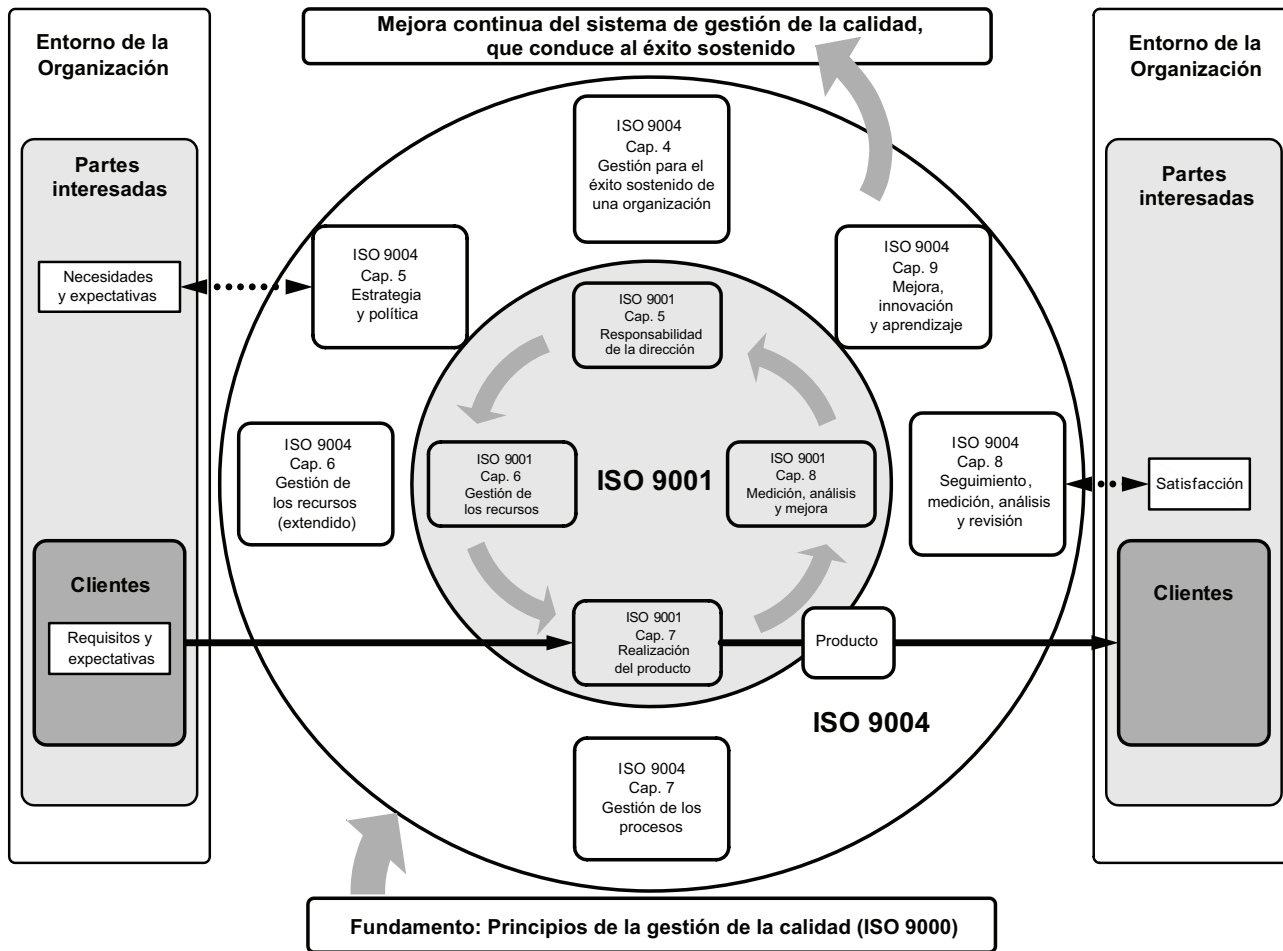 Mejora continua del sistema de gestión de la calidad,
que conduce al éxito sostenido
Entorno de la
Organización
Partes
interesadas
Necesidades
y expectativas
Clientes
Requisitos y
expectativas
ISO 9004
Cap. 4
Gestión para el
éxito sostenido de
una organización
ISO 9004
Cap. 5
Estrategia
y política
ISO 9004
Cap. 9
Mejora,
innovación
y aprendizaje
ISO 9001
Cap. 5
Responsabilidad
de la dirección
ISO 9004
Cap. 6
Gestión de
los recursos
(extendido)
ISO 9001
Cap. 6
Gestión de
los recursos
ISO 9001
ISO 9001
Cap. 8
Medición, análisis
y mejora
ISO 9004
Cap. 8
Seguimiento,
medición, análisis
y revisión
ISO 9001
Cap. 7
Realización
del producto
Producto
ISO 9004
ISO 9004
Cap. 7
Gestión de los
procesos
Entorno de la
Organización
Partes
interesadas
Satisfacción
Clientes
Fundamento: Principios de la gestión de la calidad (ISO 9000)